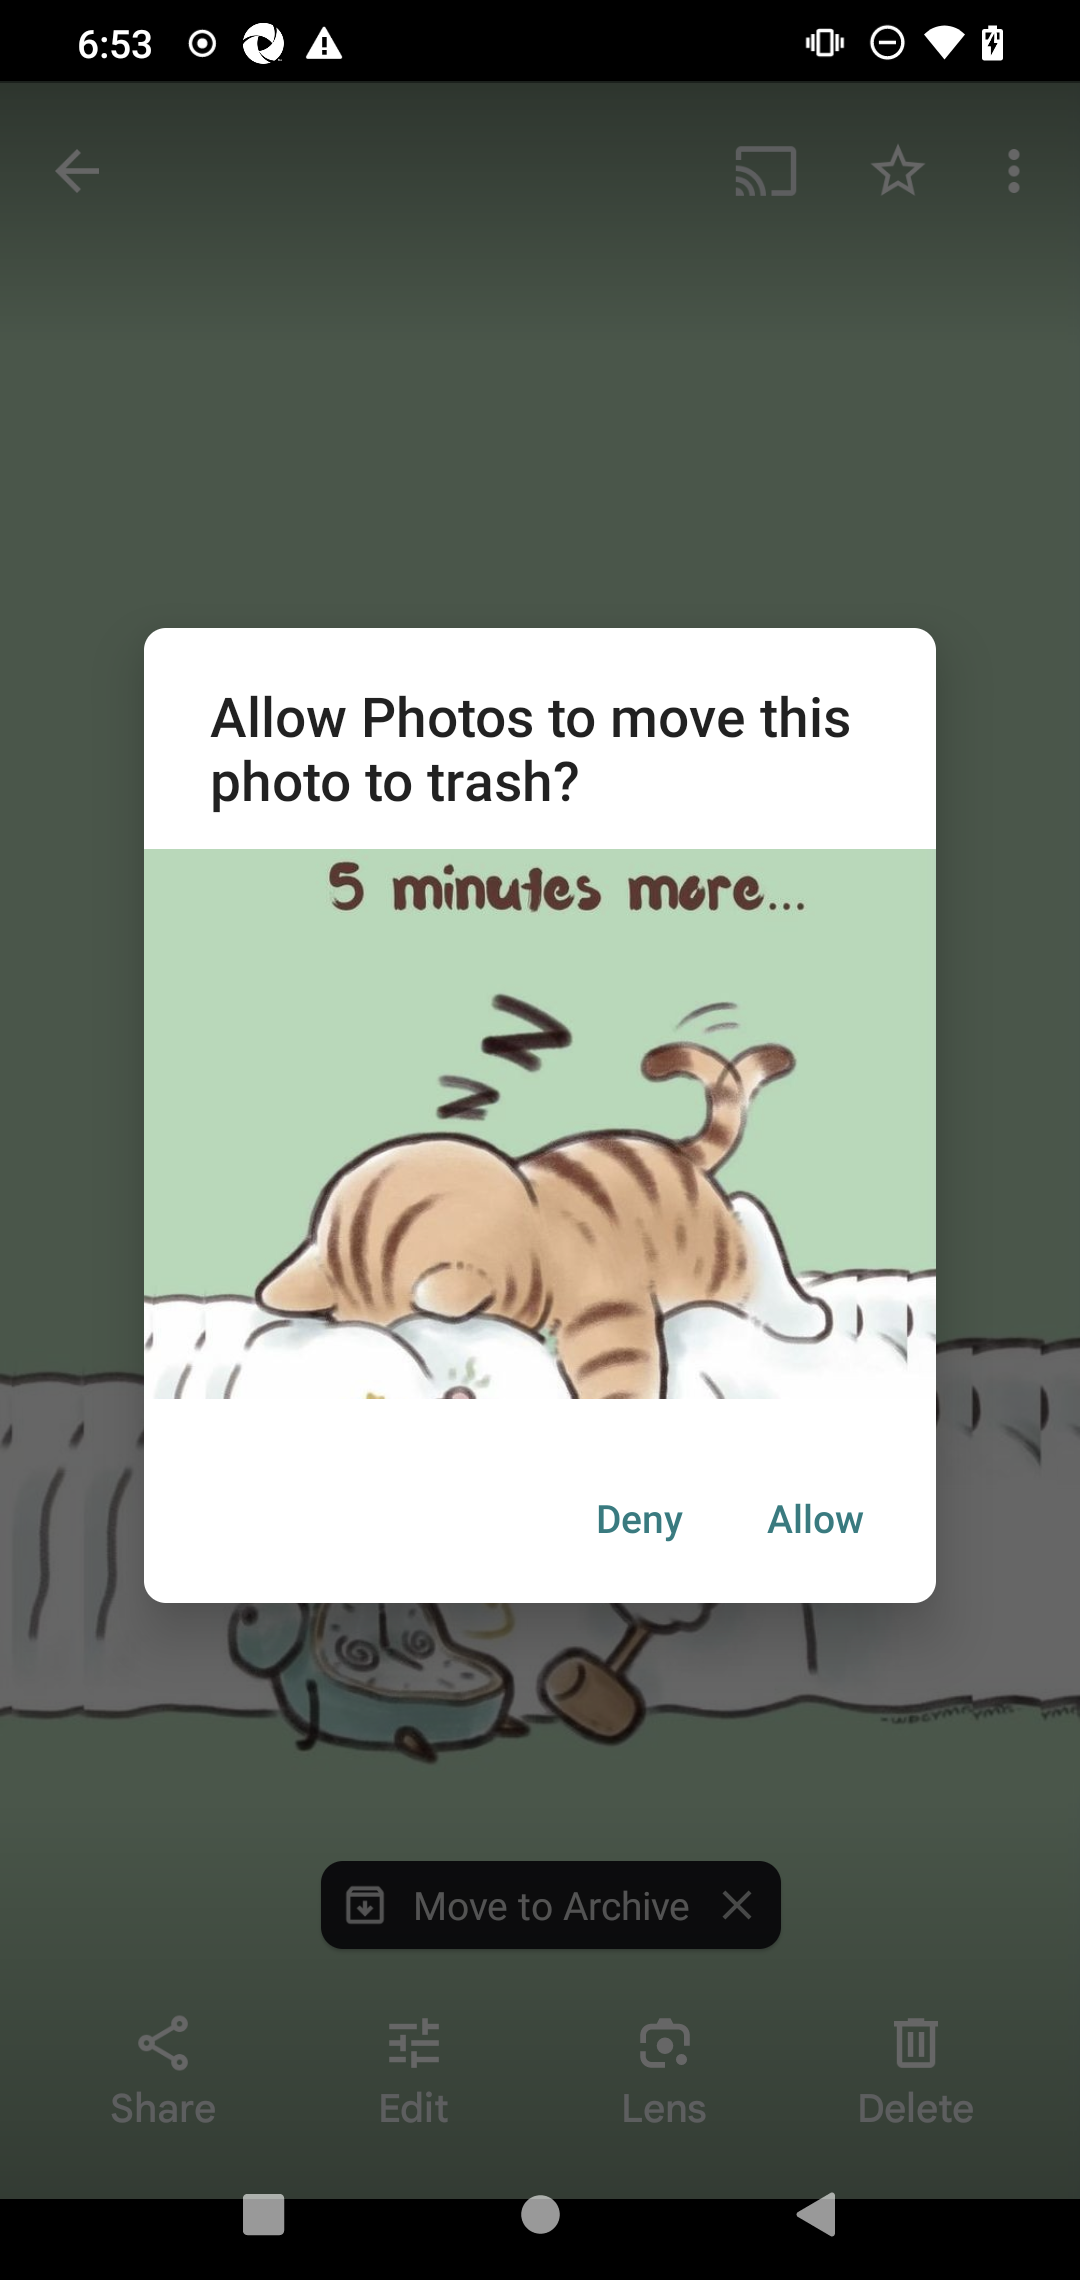 6:53
Allow Photos to move this
photo to trash?
5 minutes more...
Deny Allow
Move to Archive
Share Edit Lens Delete